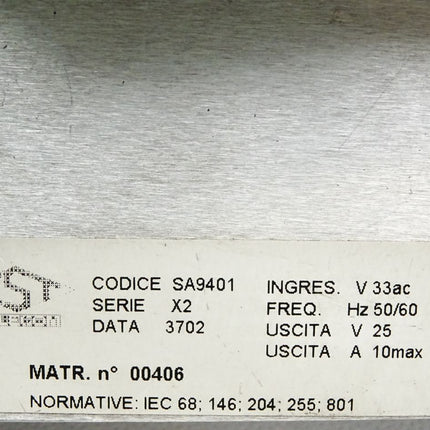 ST
CODICE SA9401 INGRES. V 33ac
SERIE X2 FREQ. Hz 50/60
DATA 3702 USCITA V 25
USCITA A 10max
MATR. n° 00406
NORMATIVE: IEC 68; 146; 204; 255; 801